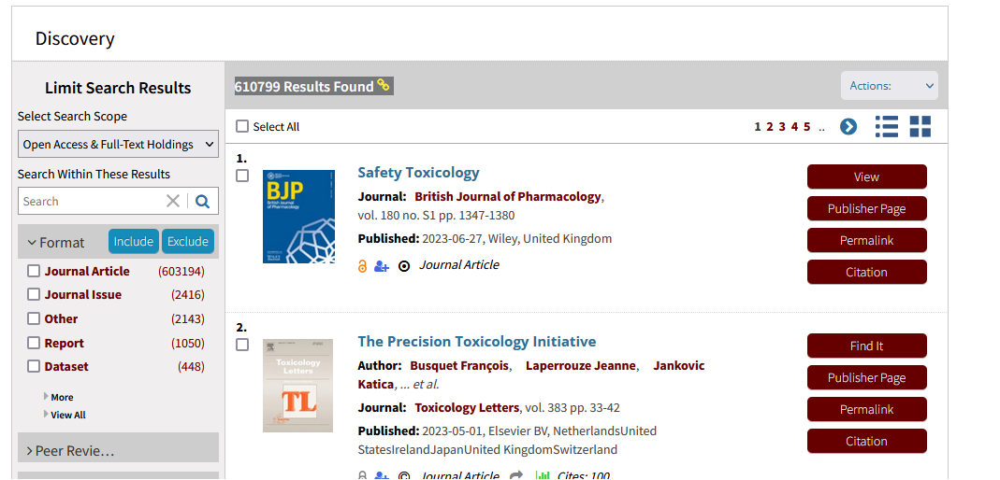 Discovery
Limit Search Results
Select Search Scope
Open Access & Full-Text Holdings
Search Within These Results
Search
Format Include Exclude
Journal Article (603194)
Journal Issue (2416)
Other (2143)
Report (1050)
Dataset (448)
More
View All
Peer Revie…
610799 Results Found
Actions:
Select All
1 2 3 4 5 ..
1.
BJP
British Journal
of Pharmacology
Safety Toxicology
Journal: British Journal of Pharmacology,
vol. 180 no. S1 pp. 1347-1380
Published: 2023-06-27, Wiley, United Kingdom
Journal Article
View
Publisher Page
Permalink
Citation
2.
Toxicology
Letters
TL
The Precision Toxicology Initiative
Author: Busquet François, Laperrouze Jeanne, Jankovic
Katica, ... et al.
Journal: Toxicology Letters, vol. 383 pp. 33-42
Published: 2023-05-01, Elsevier BV, NetherlandsUnited
StatesIrelandJapanUnited KingdomSwitzerland
Journal Article Cites: 100
Find It
Publisher Page
Permalink
Citation